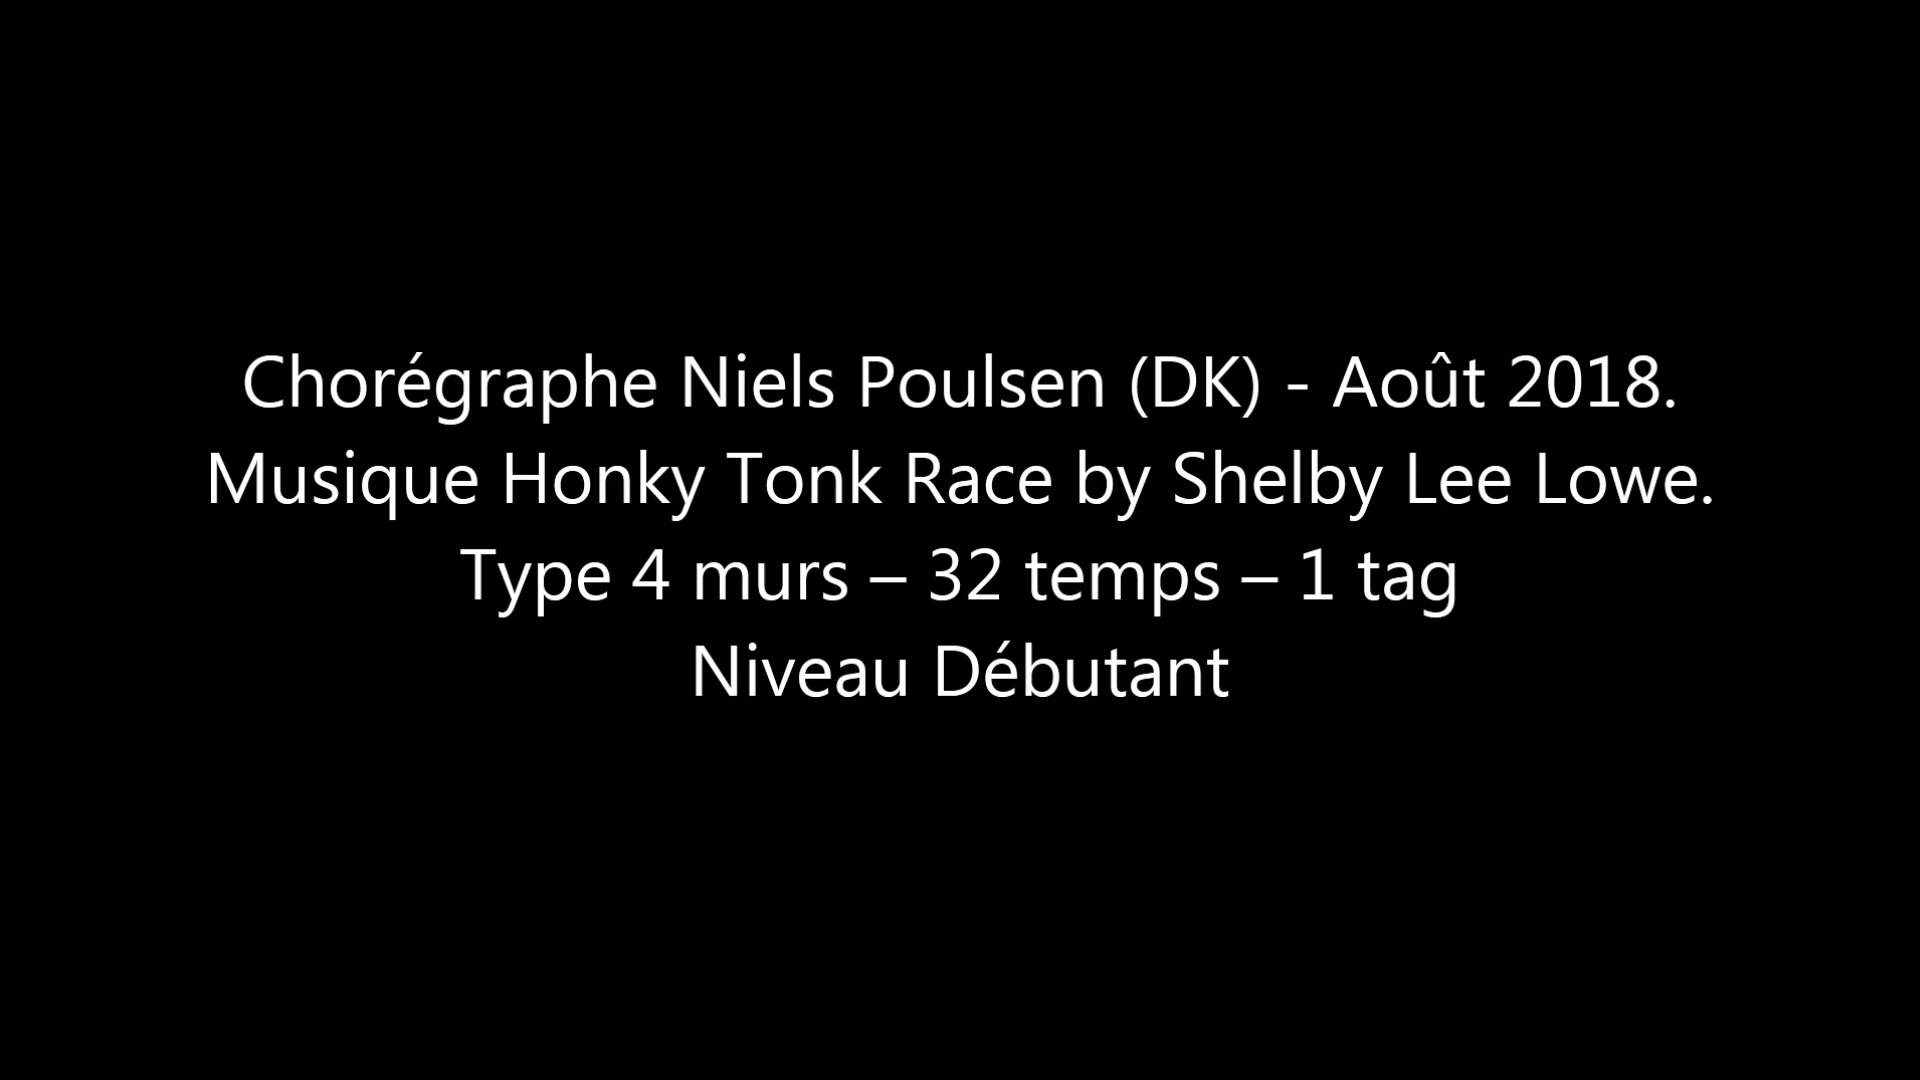 Chorégraphe Niels Poulsen (DK) - Août 2018.
Musique Honky Tonk Race by Shelby Lee Lowe.
Type 4 murs – 32 temps – 1 tag
Niveau Débutant